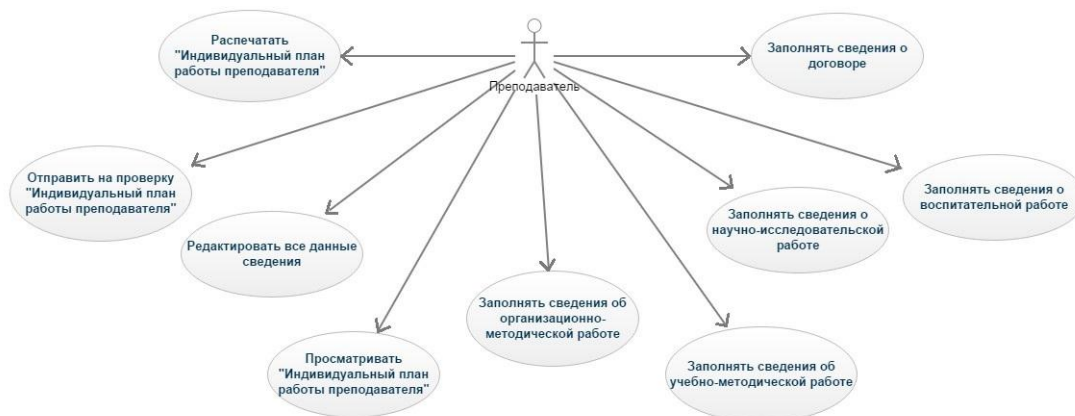 Распечатать
"Индивидуальный план
работы преподавателя"
Заполнять сведения о
договоре
Преподаватель
Отправить на проверку
"Индивидуальный план
работы преподавателя"
Заполнять сведения о
воспитательной работе
Заполнять сведения о
научно-исследовательской
работе
Редактировать все данные
сведения
Заполнять сведения об
организационно-
методической работе
Просматривать
"Индивидуальный план
работы преподавателя"
Заполнять сведения об
учебно-методической работе